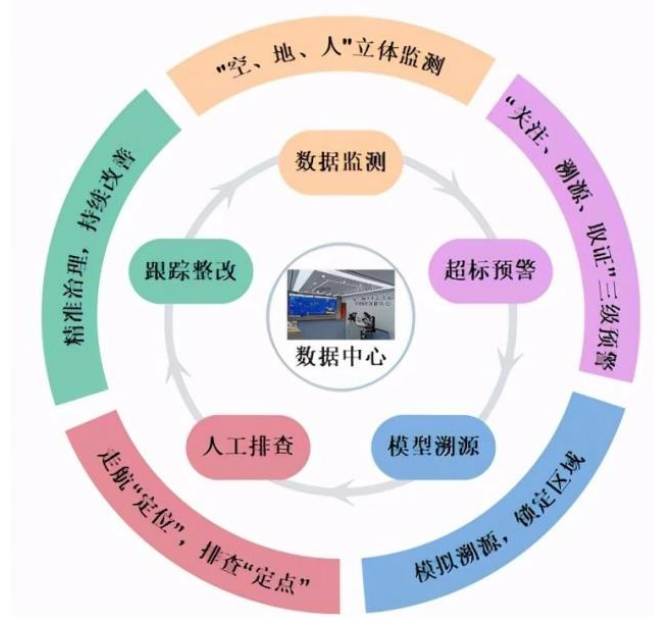 "空、地、人"立体监测
"关注、溯源、取证"三级预警
模拟溯源，锁定区域
走航"定位"，排查"定点"
精准治理，持续改善
数据监测
超标预警
模型溯源
人工排查
跟踪整改
数据中心